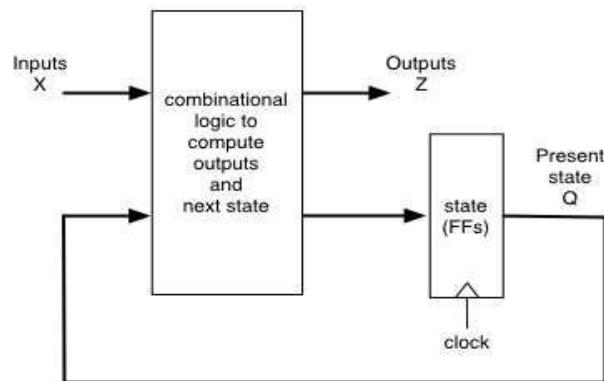 Inputs
X
combinational
logic to
compute
outputs
and
next state
Outputs
Z
state
(FFs)
Present
state
Q
clock